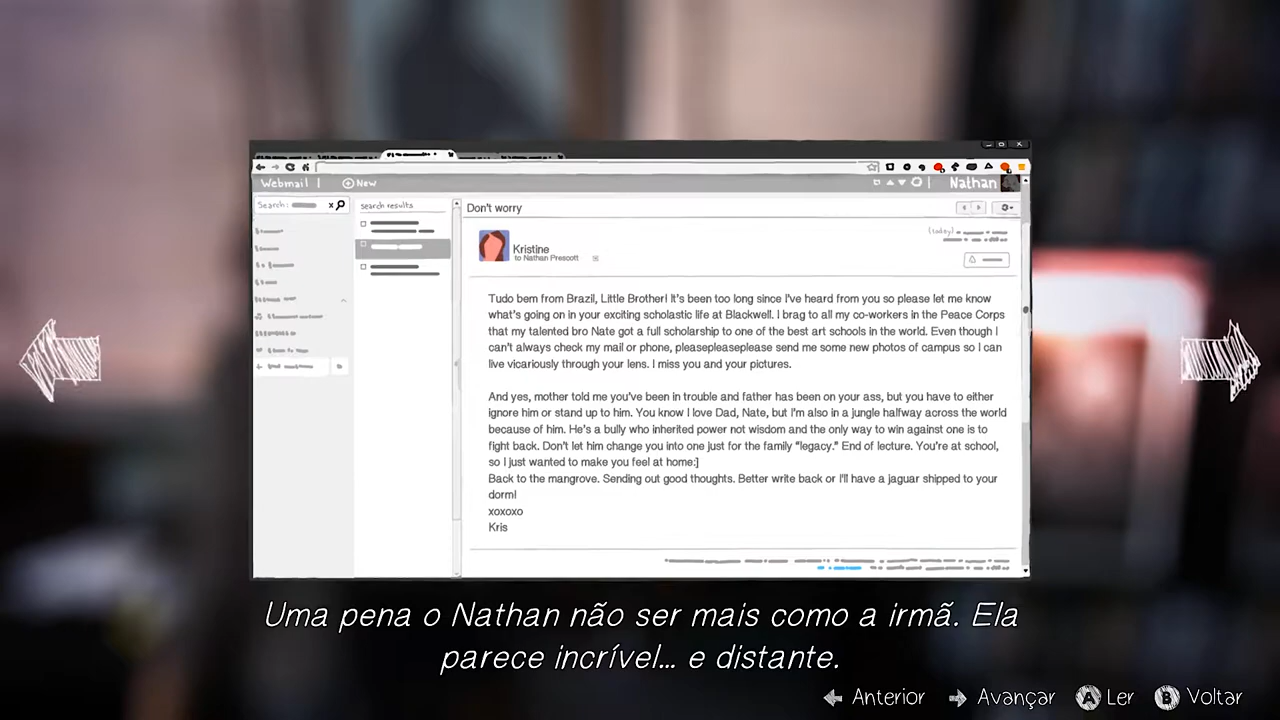 Webmail | New
Nathan
Search:
x
search results
Don't worry
(today)
Kristine
to Nathan Prescott
Tudo bem from Brazil, Little Brother! It's been too long since I've heard from you so please let me know
what's going on in your exciting scholastic life at Blackwell. I brag to all my co-workers in the Peace Corps
that my talented bro Nate got a full scholarship to one of the best art schools in the world. Even though I
can't always check my mail or phone, pleasepleaseplease send me some new photos of campus so I can
live vicariously through your lens. I miss you and your pictures.
And yes, mother told me you've been in trouble and father has been on your ass, but you have to either
ignore him or stand up to him. You know I love Dad, Nate, but I'm also in a jungle halfway across the world
because of him. He's a bully who inherited power not wisdom and the only way to win against one is to
fight back. Don't let him change you into one just for the family "legacy." End of lecture. You're at school,
so I just wanted to make you feel at home:]
Back to the mangrove. Sending out good thoughts. Better write back or I'll have a jaguar shipped to your
dorm!
xoxoxo
Kris
Uma pena o Nathan não ser mais como a irmã. Ela
parece incrível... e distante.
Anterior Avançar A Ler B Voltar